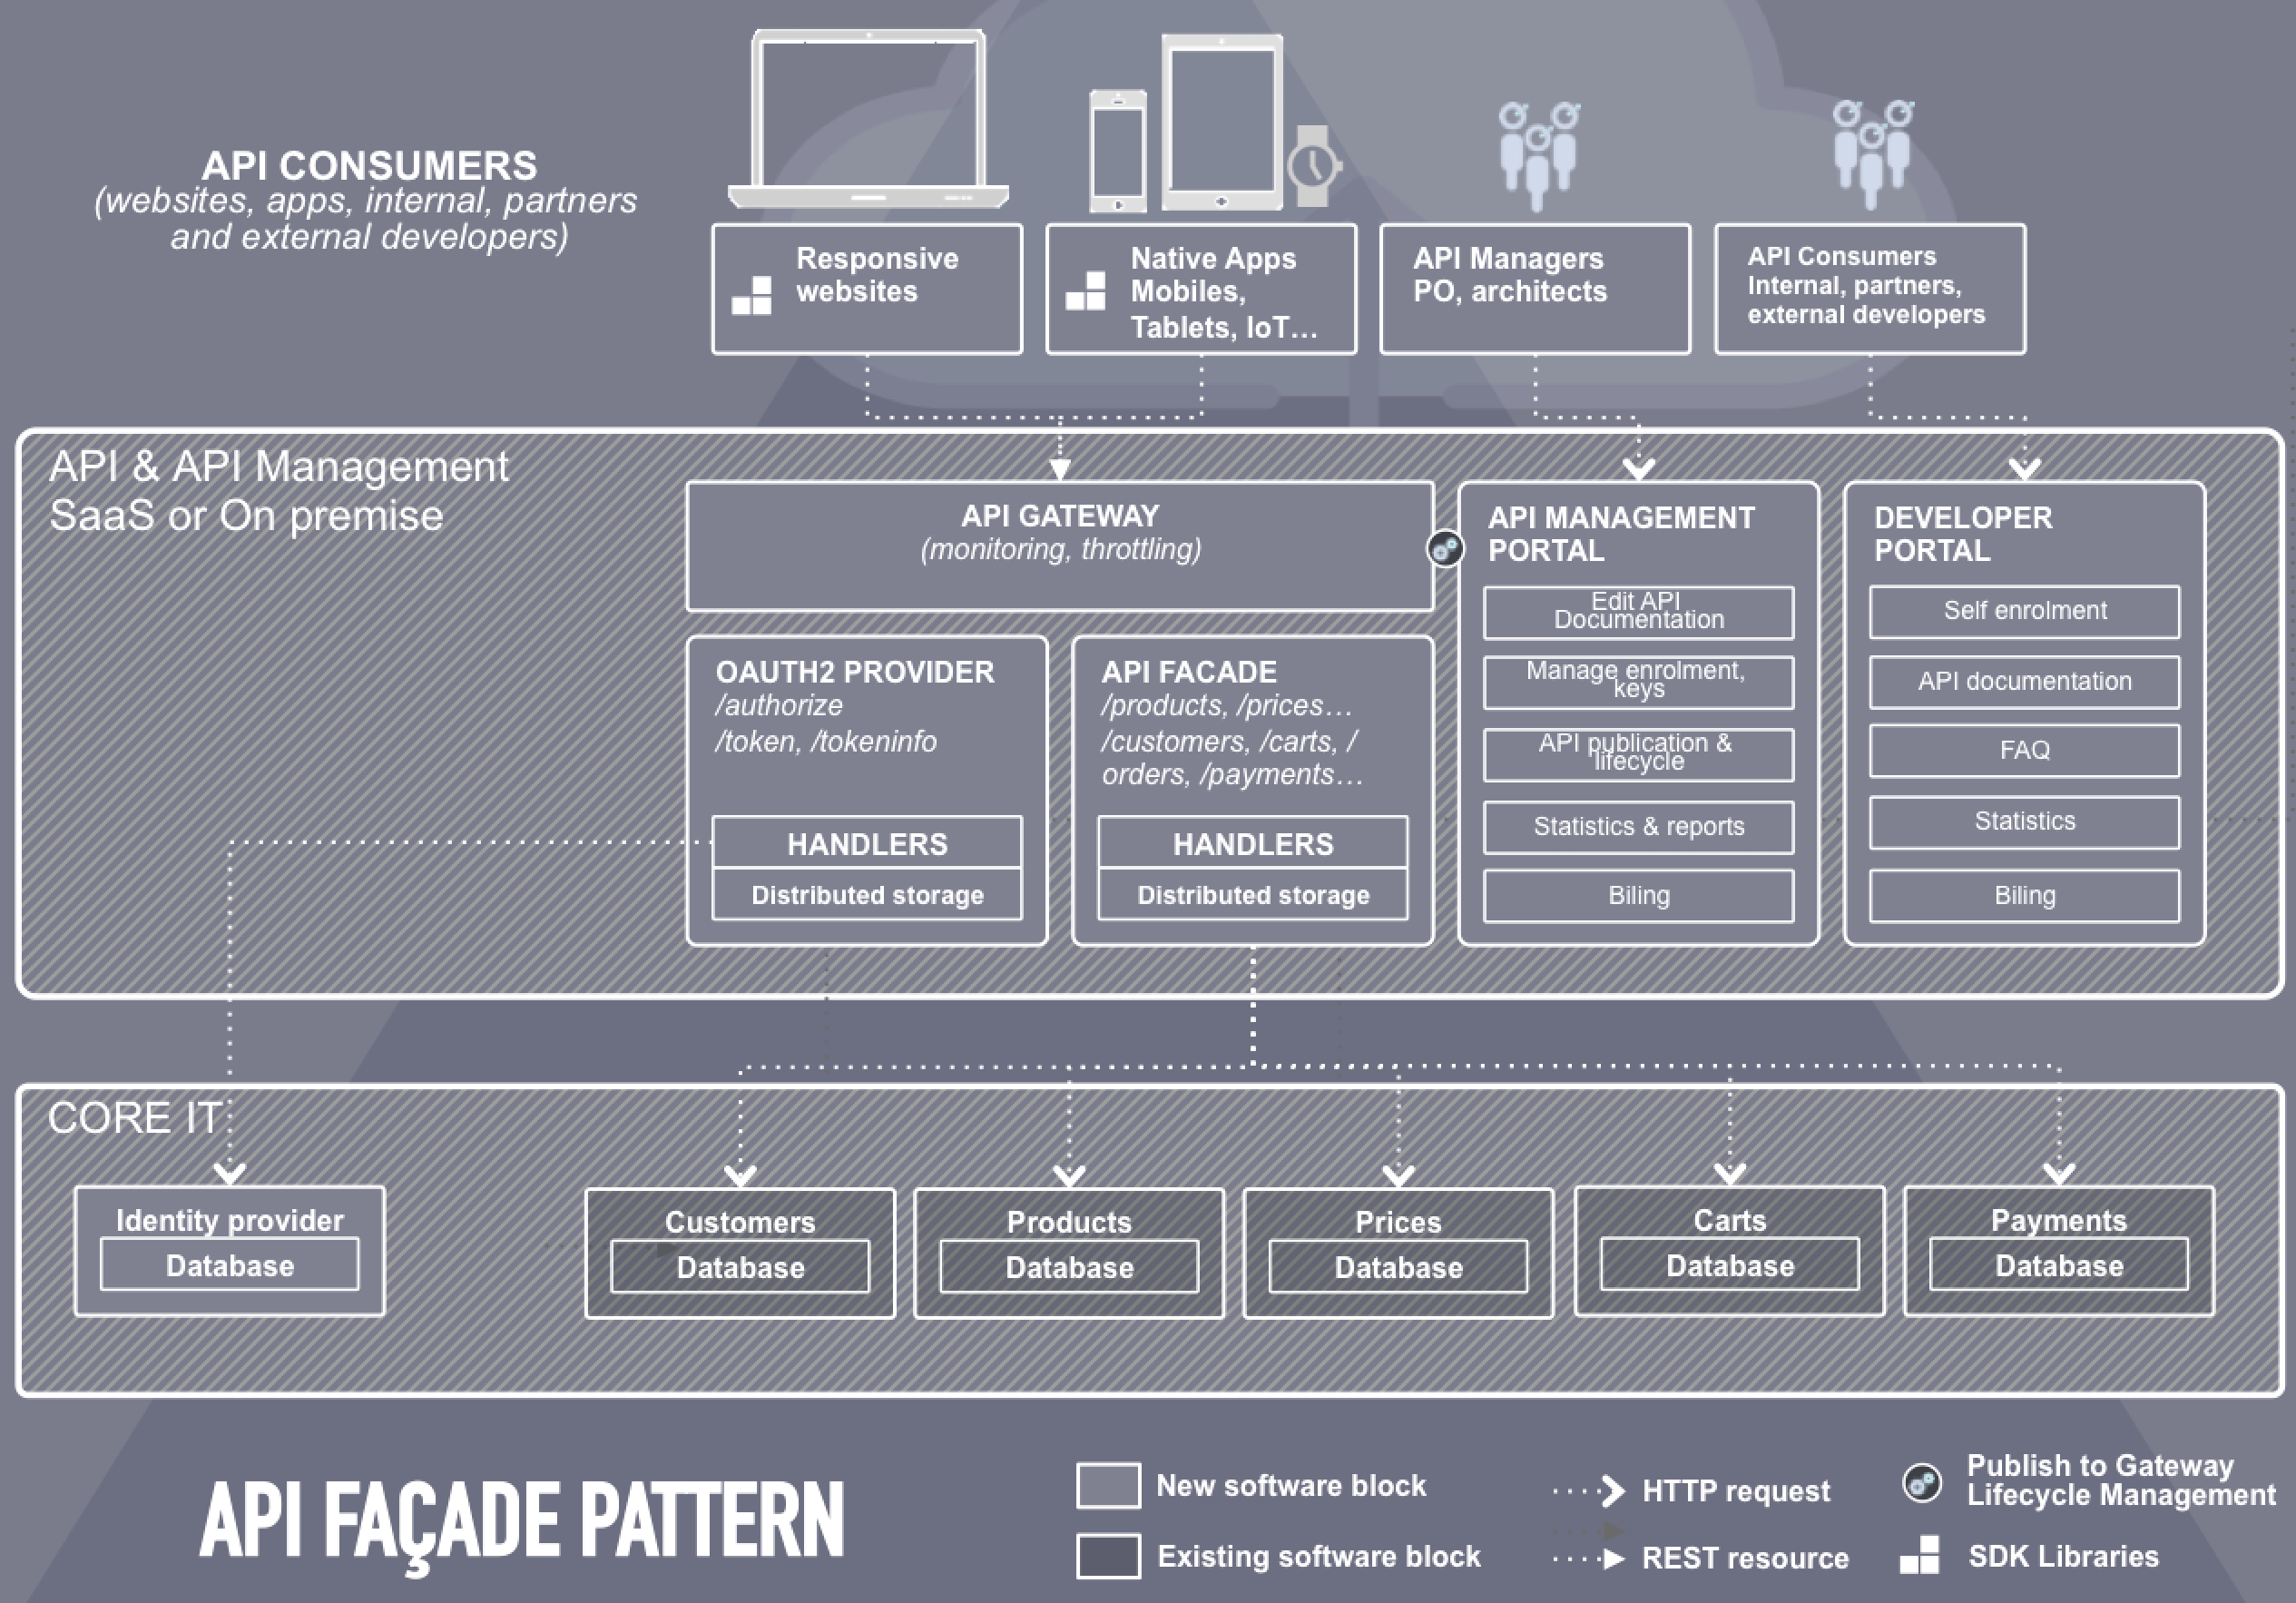 API CONSUMERS
(websites, apps, internal, partners
and external developers)
Responsive
websites
Native Apps
Mobiles,
Tablets, IoT…
API Managers
PO, architects
API Consumers
Internal, partners,
external developers
API & API Management
SaaS or On premise
API GATEWAY
(monitoring, throttling)
OAUTH2 PROVIDER
/authorize
/token, /tokeninfo
HANDLERS
Distributed storage
API FACADE
/products, /prices…
/customers, /carts, /
orders, /payments…
HANDLERS
Distributed storage
API MANAGEMENT
PORTAL
Edit API
Documentation
Manage enrolment,
keys
API publication &
lifecycle
Statistics & reports
Biling
DEVELOPER
PORTAL
Self enrolment
API documentation
FAQ
Statistics
Biling
CORE IT
Identity provider
Database
Customers
Database
Products
Database
Prices
Database
Carts
Database
Payments
Database
API FAÇADE PATTERN
New software block
Existing software block
HTTP request
REST resource
Publish to Gateway
Lifecycle Management
SDK Libraries